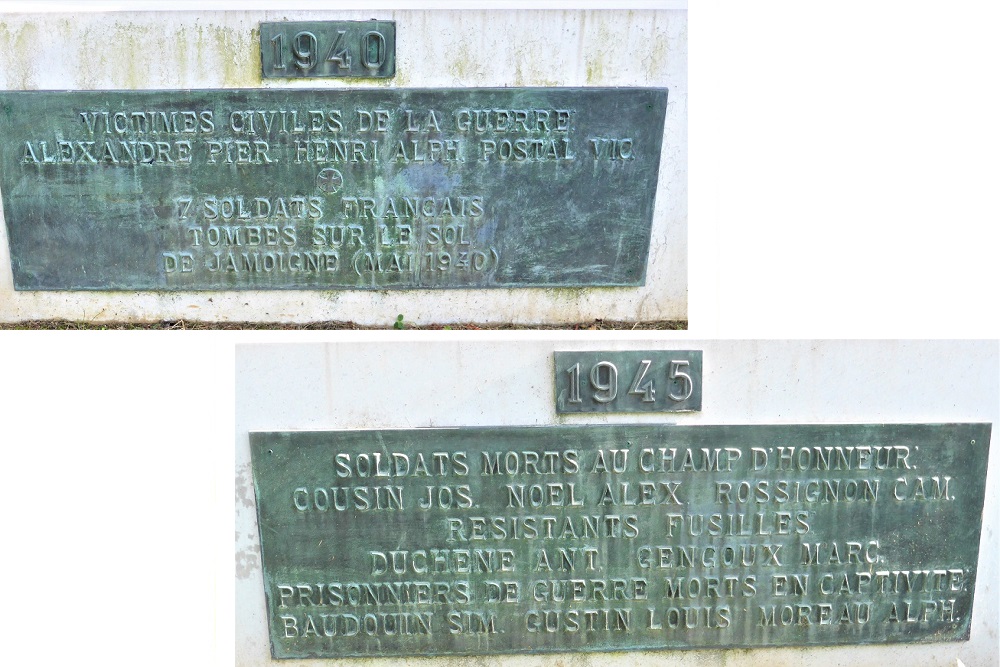 1940
VICTIMES CIVILES DE LA GUERRE:
ALEXANDRE PIER. HENRI ALPH. POSTAL VIC.
7 SOLDATS FRANCAIS
TOMBES SUR LE SOL
DE JAMOIGNE (MAI 1940)
1945
SOLDATS MORTS AU CHAMP D'HONNEUR:
COUSIN JOS. NOEL ALEX. ROSSIGNON CAM.
RESISTANTS FUSILLES
DUCHENE ANT. GENGOUX MARC.
PRISONNIERS DE GUERRE MORTS EN CAPTIVITE.
BAUDOUIN SIM. GUSTIN LOUIS MOREAU ALPH.